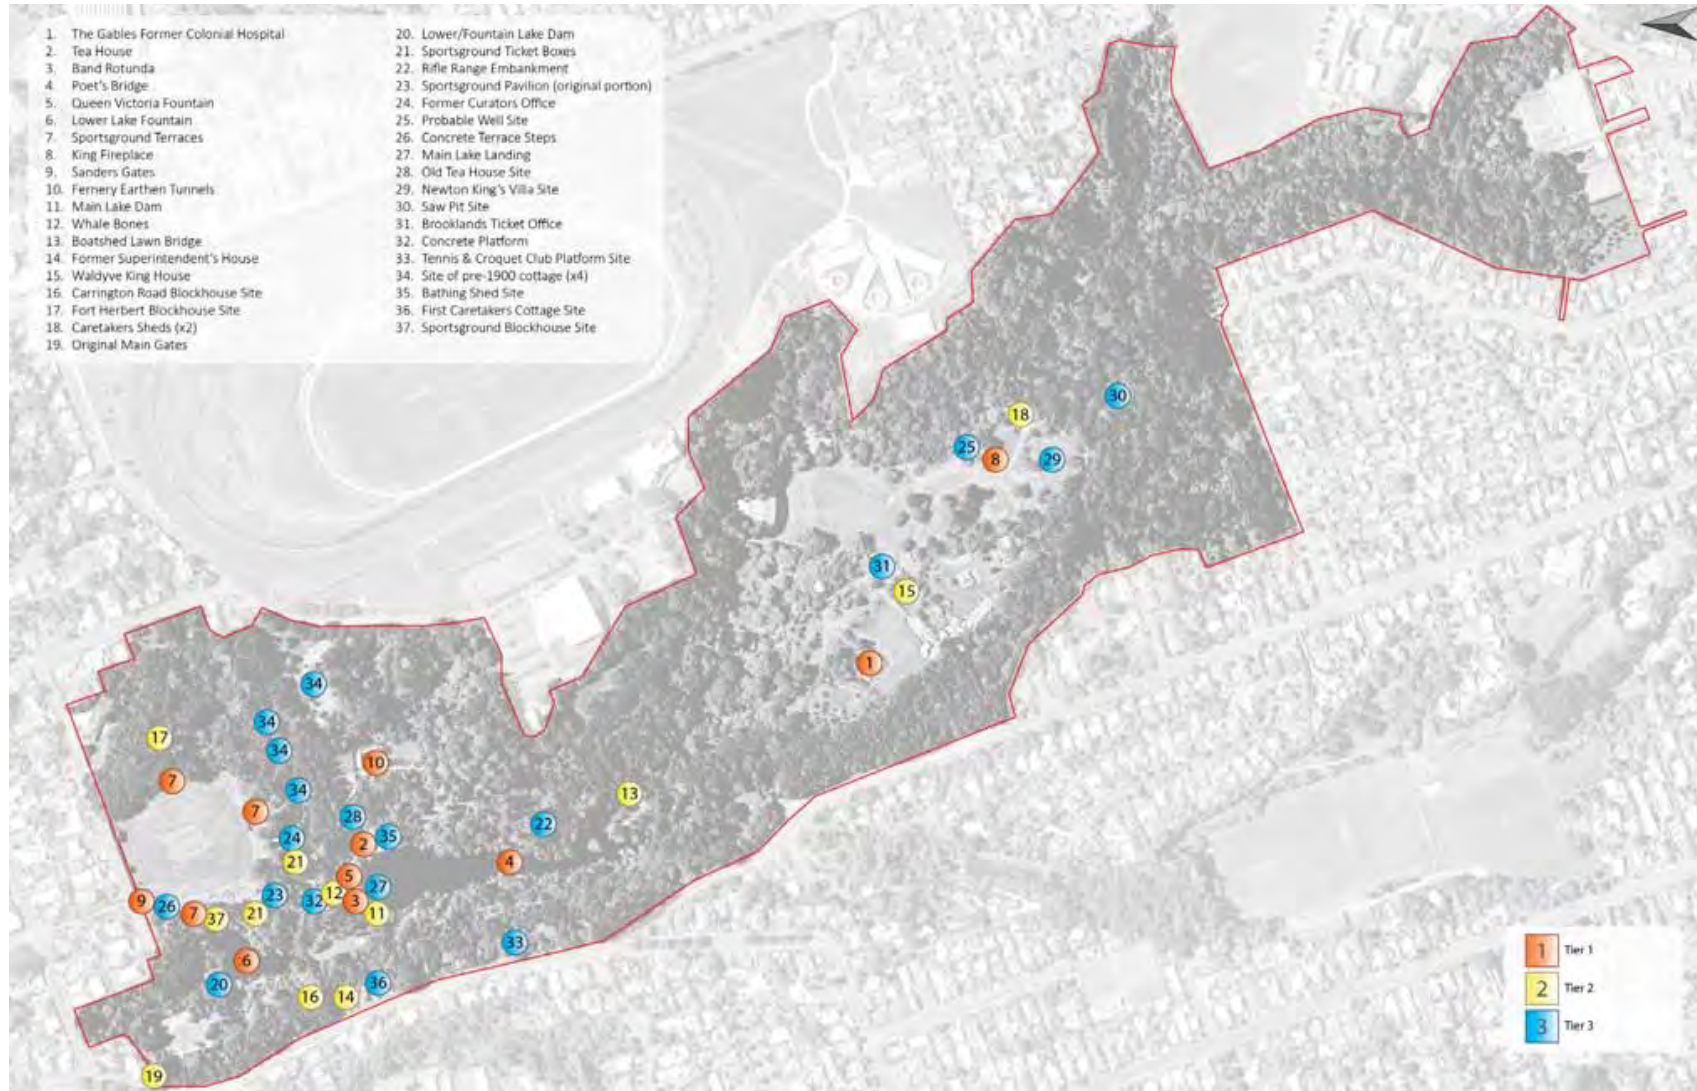 1. The Gables Former Colonial Hospital
2. Tea House
3. Band Rotunda
4. Poet's Bridge
5. Queen Victoria Fountain
6. Lower Lake Fountain
7. Sportsground Terraces
8. King Fireplace
9. Sanders Gates
10. Fernery Earthen Tunnels
11. Main Lake Dam
12. Whale Bones
13. Boatshed Lawn Bridge
14. Former Superintendent's House
15. Waldyve King House
16. Carrington Road Blockhouse Site
17. Fort Herbert Blockhouse Site
18. Caretakers Sheds (x2)
19. Original Main Gates
20. Lower/Fountain Lake Dam
21. Sportsground Ticket Boxes
22. Rifle Range Embankment
23. Sportsground Pavilion (original portion)
24. Former Curators Office
25. Probable Well Site
26. Concrete Terrace Steps
27. Main Lake Landing
28. Old Tea House Site
29. Newton King's Villa Site
30. Saw Pit Site
31. Brooklands Ticket Office
32. Concrete Platform
33. Tennis & Croquet Club Platform Site
34. Site of pre-1900 cottage (x4)
35. Bathing Shed Site
36. First Caretakers Cottage Site
37. Sportsground Blockhouse Site
30
18
25
8
29
31
15
1
34
34
17
34
10
7
34
13
7
28
22
24
35
2
21
4
5
27
12
23
32
3
9
26
7
37
21
11
33
6
20
36
16
14
19
1 Tier 1
2 Tier 2
3 Tier 3